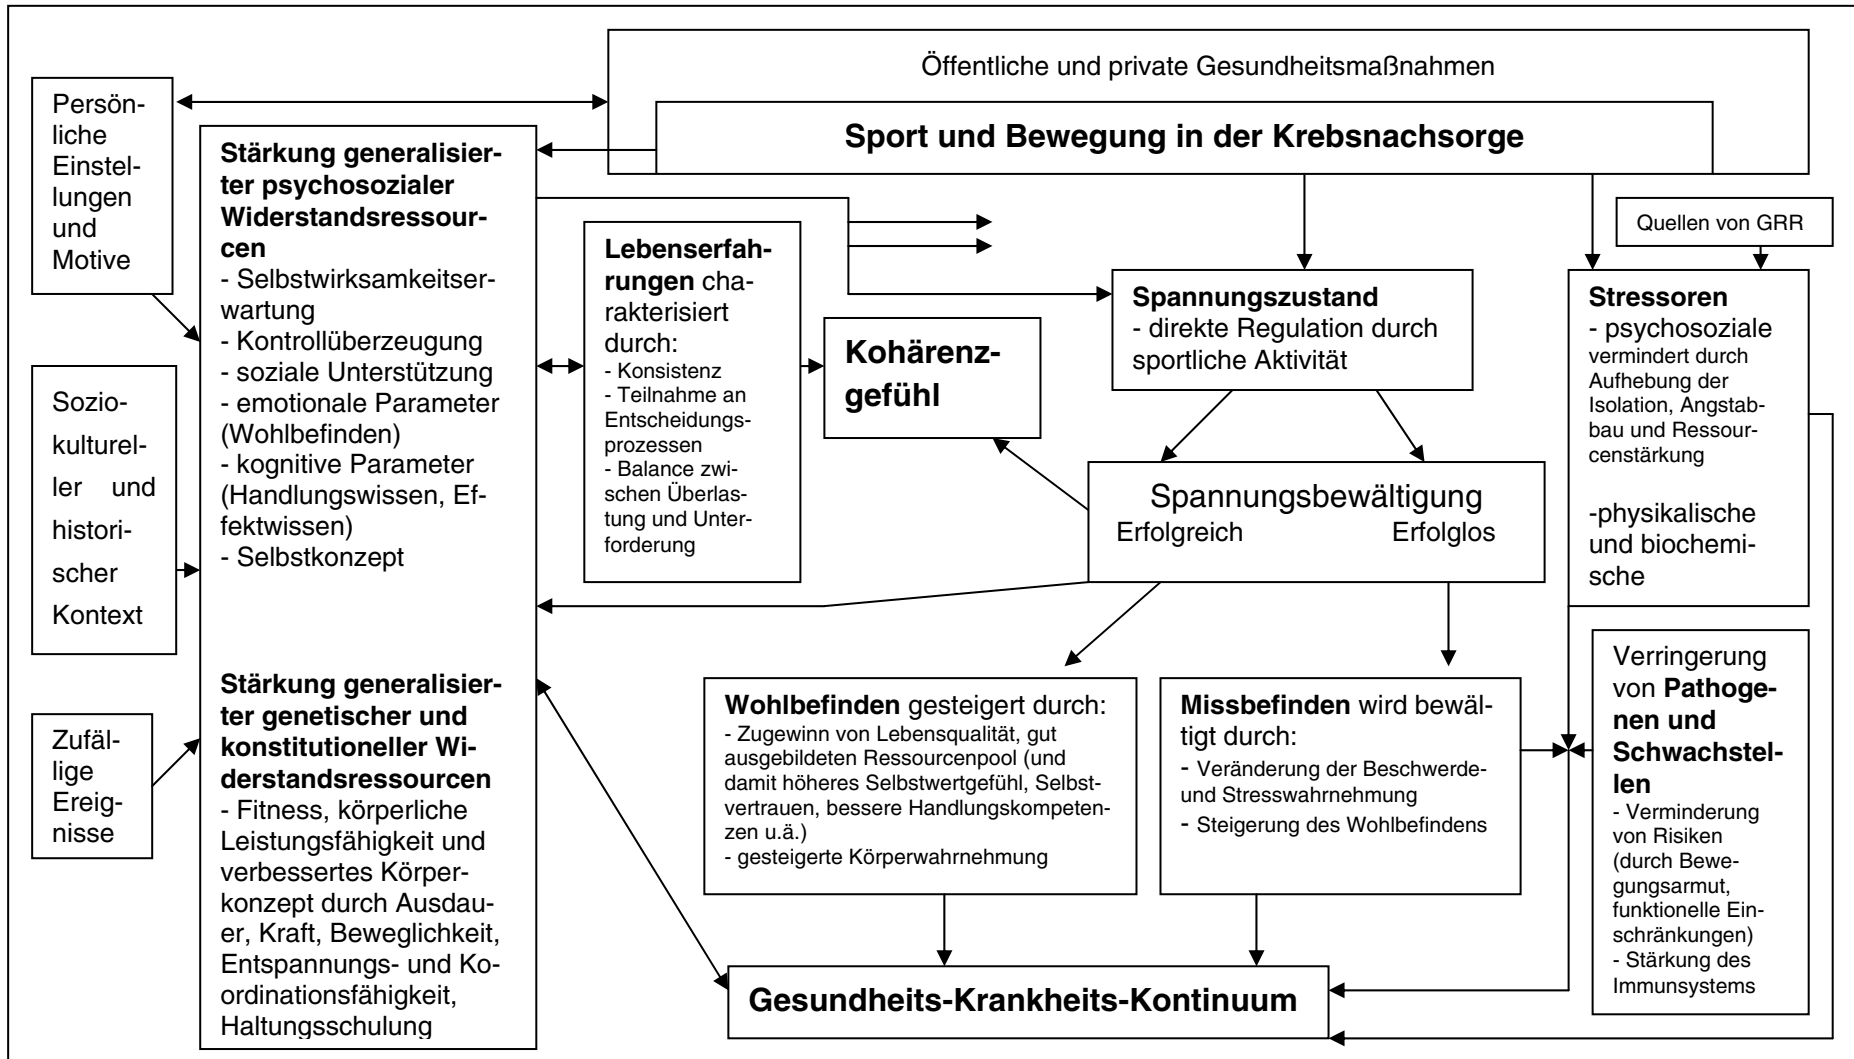 Öffentliche und private Gesundheitsmaßnahmen
Sport und Bewegung in der Krebsnachsorge
Persön-
liche
Einstel-
lungen
und
Motive
Sozio-
kulturel-
ler und
histori-
scher
Kontext
Zufäl-
lige
Ereig-
nisse
Stärkung generalisier-
ter psychosozialer
Widerstandsressour-
cen
- Selbstwirksamkeitser-
wartung
- Kontrollüberzeugung
- soziale Unterstützung
- emotionale Parameter
(Wohlbefinden)
- kognitive Parameter
(Handlungswissen, Ef-
fektwissen)
- Selbstkonzept
Stärkung generalisier-
ter genetischer und
konstitutioneller Wi-
derstandsressourcen
- Fitness, körperliche
Leistungsfähigkeit und
verbessertes Körper-
konzept durch Ausdau-
er, Kraft, Beweglichkeit,
Entspannungs- und Ko-
ordinationsfähigkeit,
Haltungsschulung
Lebenserfah-
rungen cha-
rakterisiert
durch:
- Konsistenz
- Teilnahme an
Entscheidungs-
prozessen
- Balance zwi-
schen Überlas-
tung und Unter-
forderung
Kohärenz-
gefühl
Spannungszustand
- direkte Regulation durch
sportliche Aktivität
Quellen von GRR
Stressoren
- psychosoziale
vermindert durch
Aufhebung der
Isolation, Angstab-
bau und Ressour-
censtärkung
-physikalische
und biochemi-
sche
Spannungsbewältigung
Erfolgreich Erfolglos
Wohlbefinden gesteigert durch:
- Zugewinn von Lebensqualität, gut
ausgebildeten Ressourcenpool (und
damit höheres Selbstwertgefühl, Selbst-
vertrauen, bessere Handlungskompeten-
zen u.ä.)
- gesteigerte Körperwahrnehmung
Missbefinden wird bewäl-
tigt durch:
- Veränderung der Beschwerde-
und Stresswahrnehmung
- Steigerung des Wohlbefindens
Verringerung
von Pathoge-
nen und
Schwachstel-
len
- Verminderung
von Risiken
(durch Bewe-
gungsarmut,
funktionelle Ein-
schränkungen)
- Stärkung des
Immunsystems
Gesundheits-Krankheits-Kontinuum